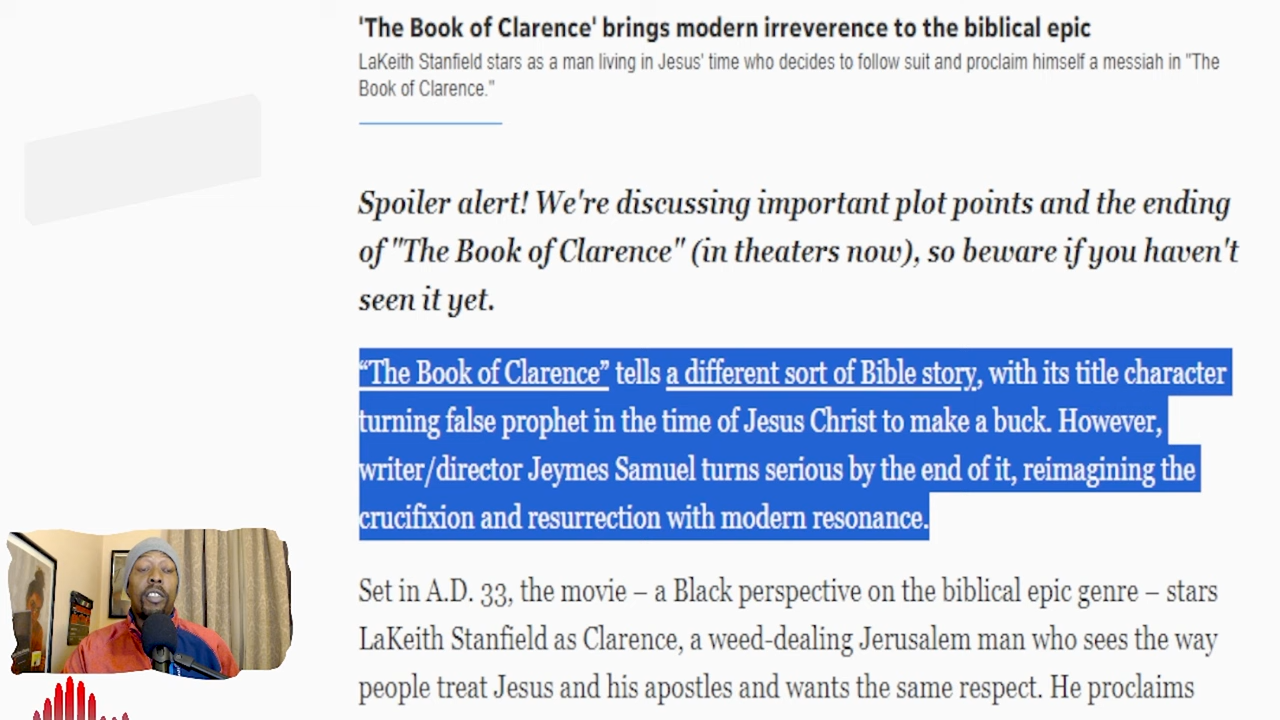 'The Book of Clarence' brings modern irreverence to the biblical epic
LaKeith Stanfield stars as a man living in Jesus' time who decides to follow suit and proclaim himself a messiah in "The
Book of Clarence."
Spoiler alert! We're discussing important plot points and the ending
of "The Book of Clarence" (in theaters now), so beware if you haven't
seen it yet.
“The Book of Clarence” tells a different sort of Bible story, with its title character
turning false prophet in the time of Jesus Christ to make a buck. However,
writer/director Jeymes Samuel turns serious by the end of it, reimagining the
crucifixion and resurrection with modern resonance.
Set in A.D. 33, the movie – a Black perspective on the biblical epic genre – stars
LaKeith Stanfield as Clarence, a weed-dealing Jerusalem man who sees the way
people treat Jesus and his apostles and wants the same respect. He proclaims